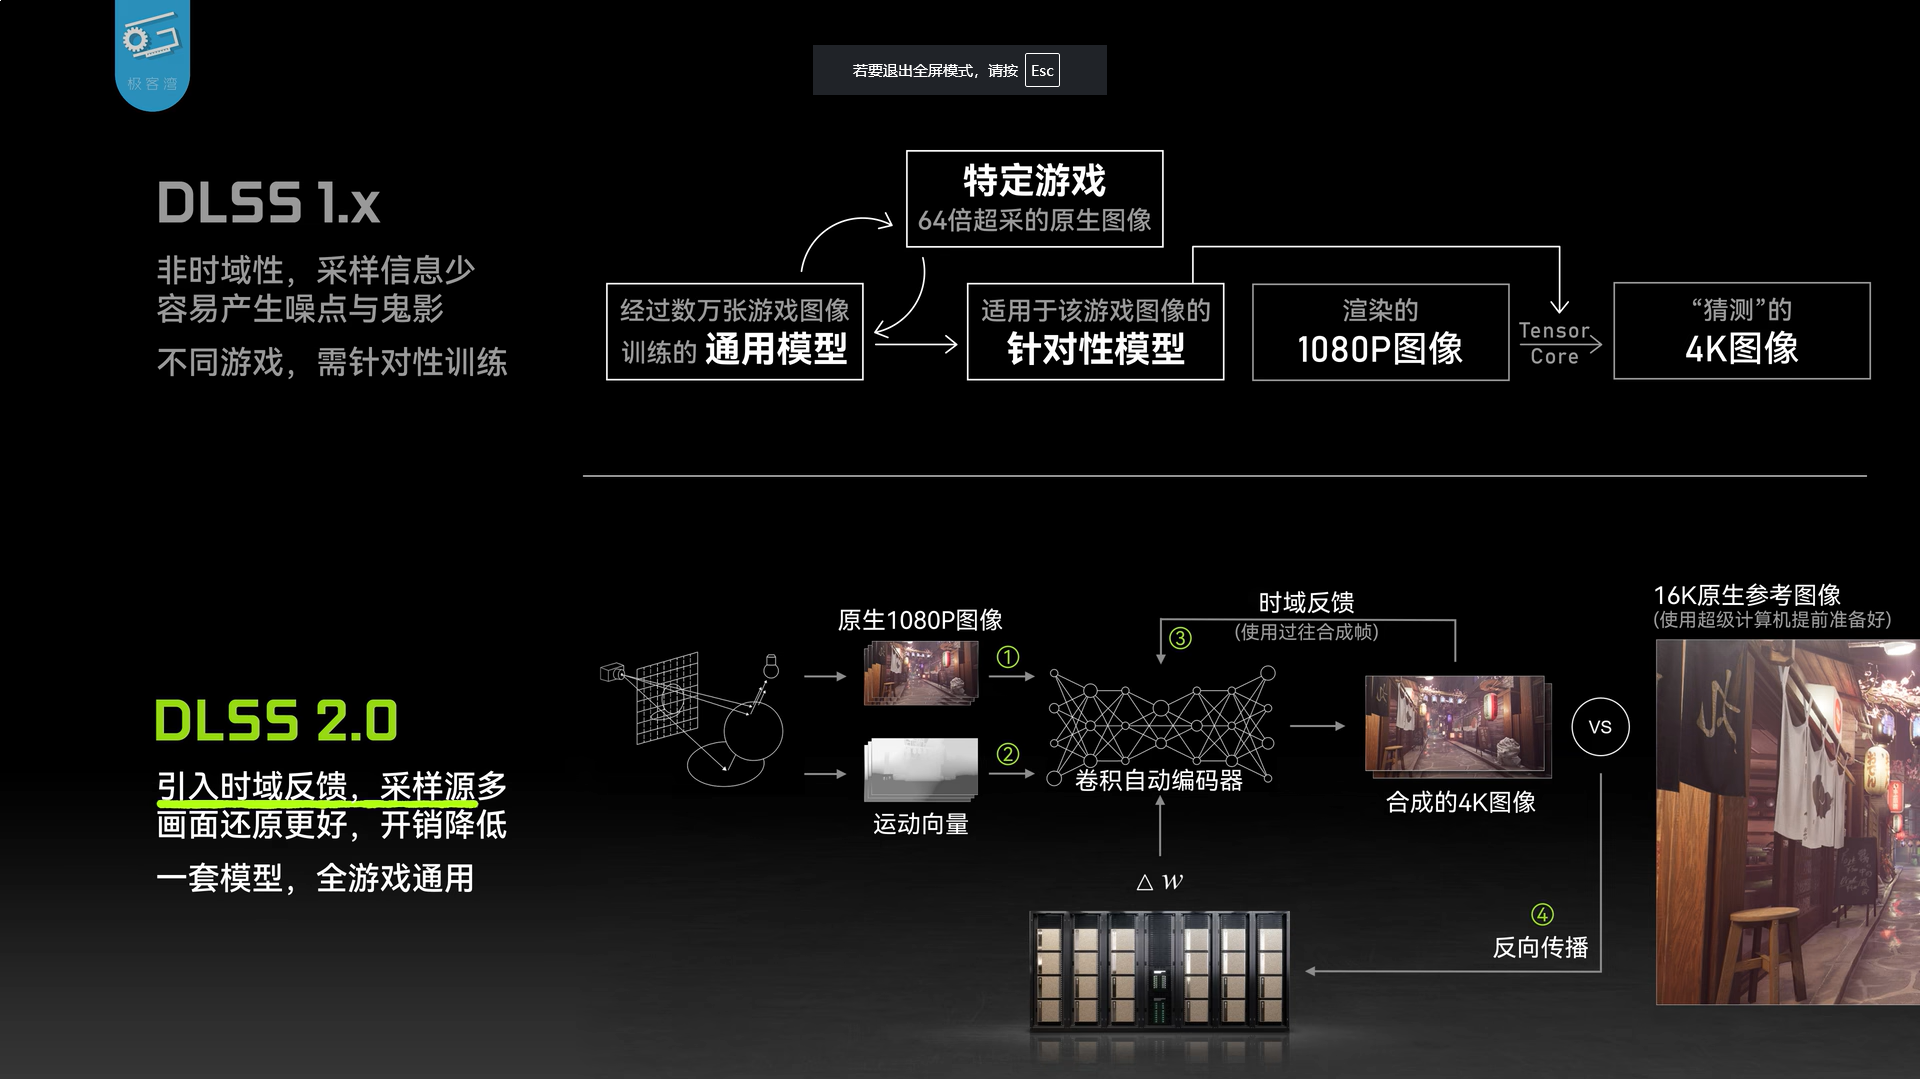 极客湾
若要退出全屏模式，请按 Esc
DLSS 1.x
非时域性，采样信息少
容易产生噪点与鬼影
不同游戏，需针对性训练
特定游戏
64倍超采的原生图像
经过数万张游戏图像
训练的 通用模型
适用于该游戏图像的
针对性模型
渲染的
1080P图像
Tensor
Core
“猜测”的
4K图像
DLSS 2.0
引入时域反馈，采样源多
画面还原更好，开销降低
一套模型，全游戏通用
原生1080P图像
①
②
运动向量
时域反馈
(使用过往合成帧)
③
卷积自动编码器
△ w
合成的4K图像
VS
16K原生参考图像
(使用超级计算机提前准备好)
④
反向传播